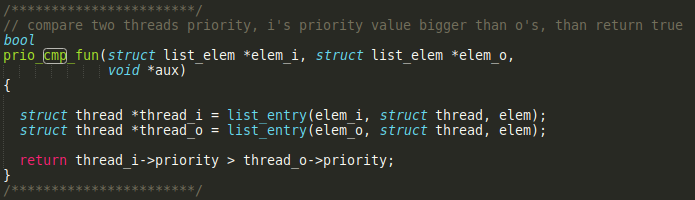 /***********************/
// compare two threads priority, i's priority value bigger than o's, than return true
bool
prio_cmp_fun(struct list_elem *elem_i, struct list_elem *elem_o,
void *aux)
{
struct thread *thread_i = list_entry(elem_i, struct thread, elem);
struct thread *thread_o = list_entry(elem_o, struct thread, elem);
return thread_i->priority > thread_o->priority;
}
/***********************/